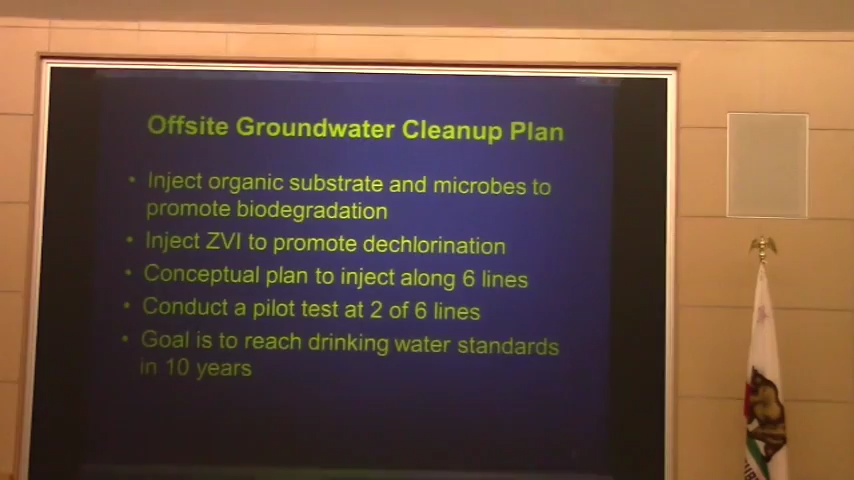 Offsite Groundwater Cleanup Plan
• Inject organic substrate and microbes to
promote biodegradation
• Inject ZVI to promote dechlorination
• Conceptual plan to inject along 6 lines
• Conduct a pilot test at 2 of 6 lines
• Goal is to reach drinking water standards
in 10 years